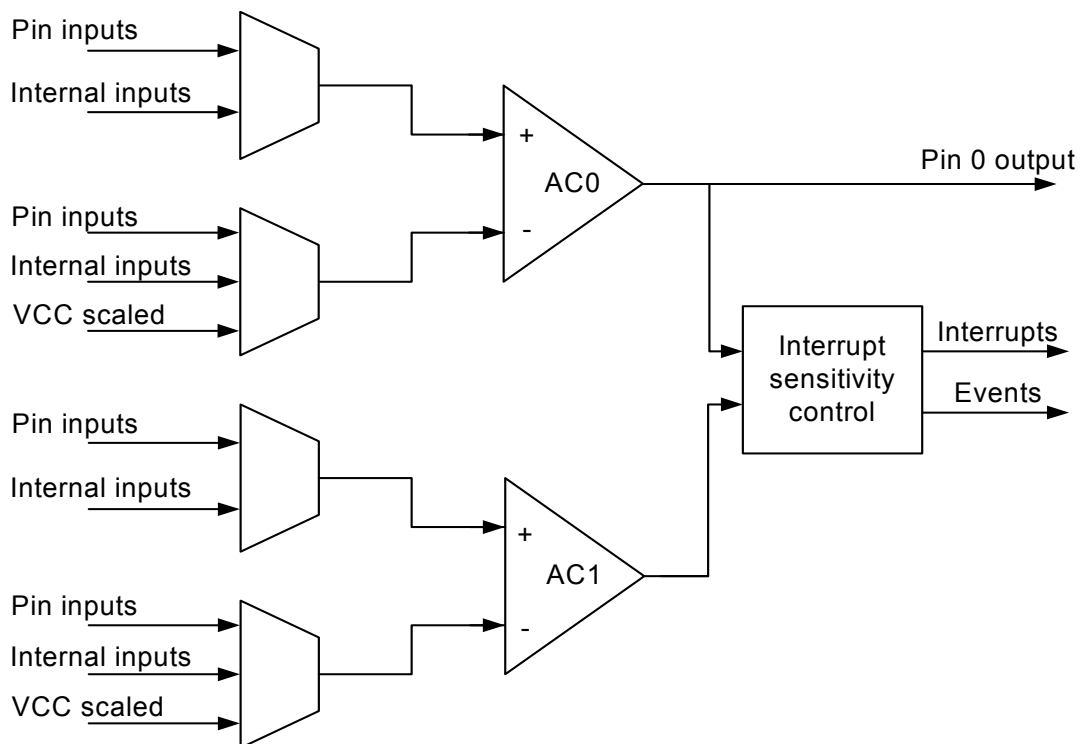 Pin inputs
Internal inputs
+
AC0
-
Pin 0 output
Pin inputs
Internal inputs
VCC scaled
Interrupt
sensitivity
control
Interrupts
Events
Pin inputs
Internal inputs
+
AC1
-
Pin inputs
Internal inputs
VCC scaled